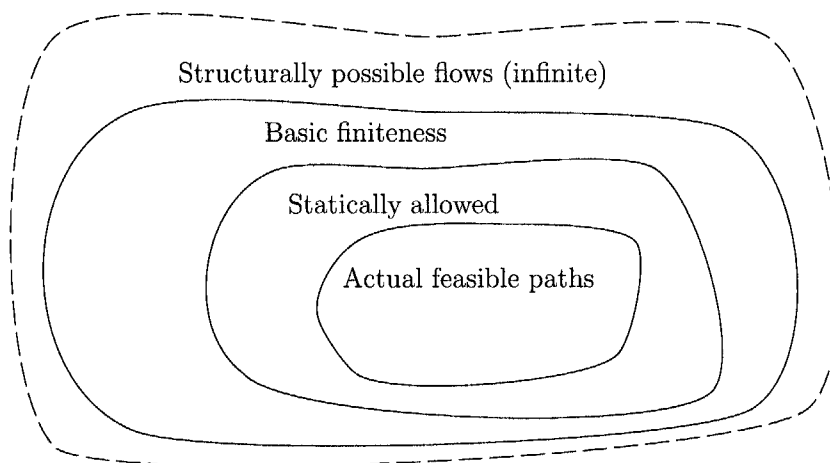 Structurally possible flows (infinite)
Basic finiteness
Statically allowed
Actual feasible paths